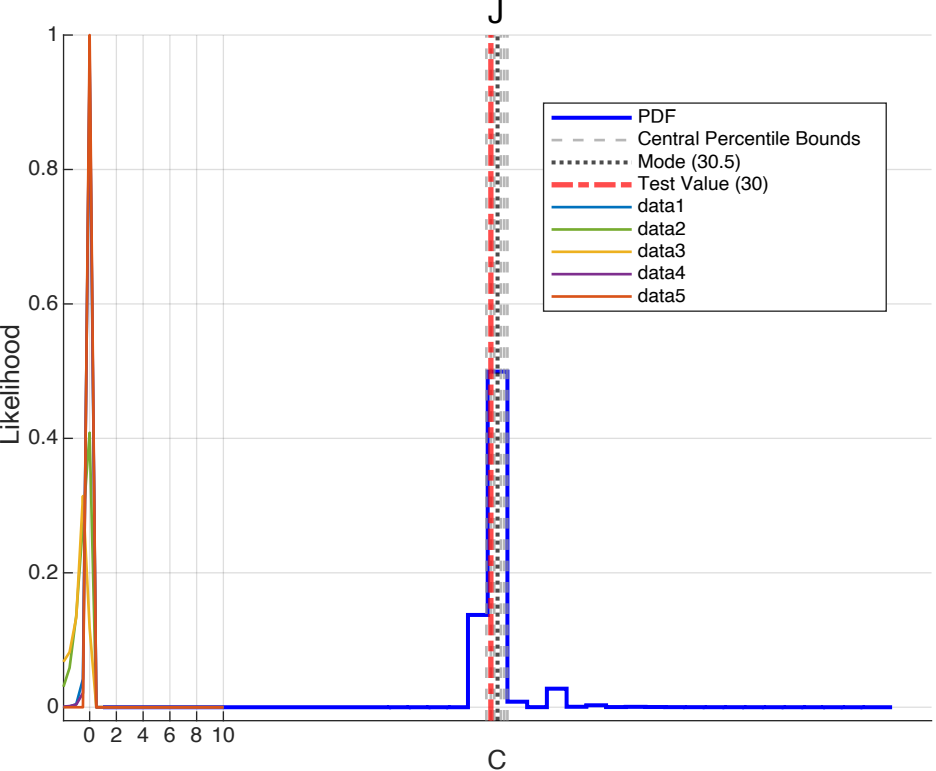 J
1
0.8
0.6
0.4
0.2
0
Likelihood
PDF
Central Percentile Bounds
Mode (30.5)
Test Value (30)
data1
data2
data3
data4
data5
0 2 4 6 8 10
C